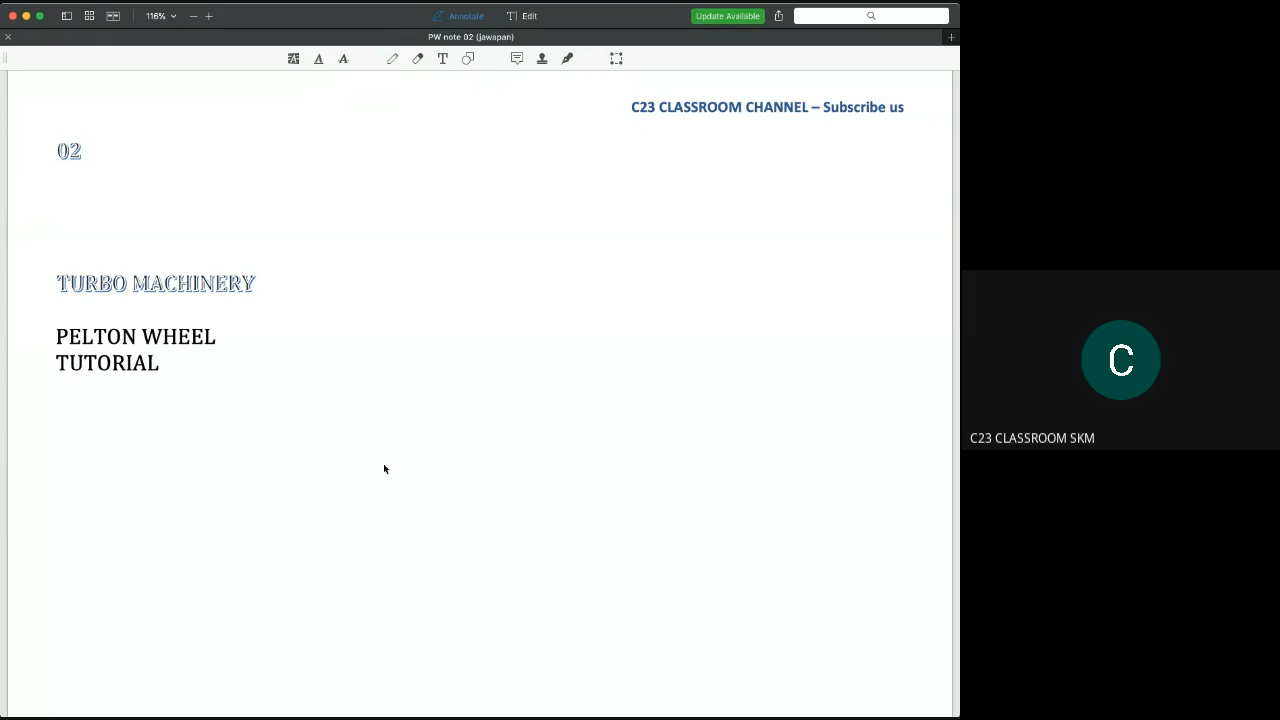 116%
Annotate
T Edit
Update Available
PW note 02 (jawapan)
C23 CLASSROOM CHANNEL – Subscribe us
02
TURBO MACHINERY
PELTON WHEEL
TUTORIAL
C
C23 CLASSROOM SKM